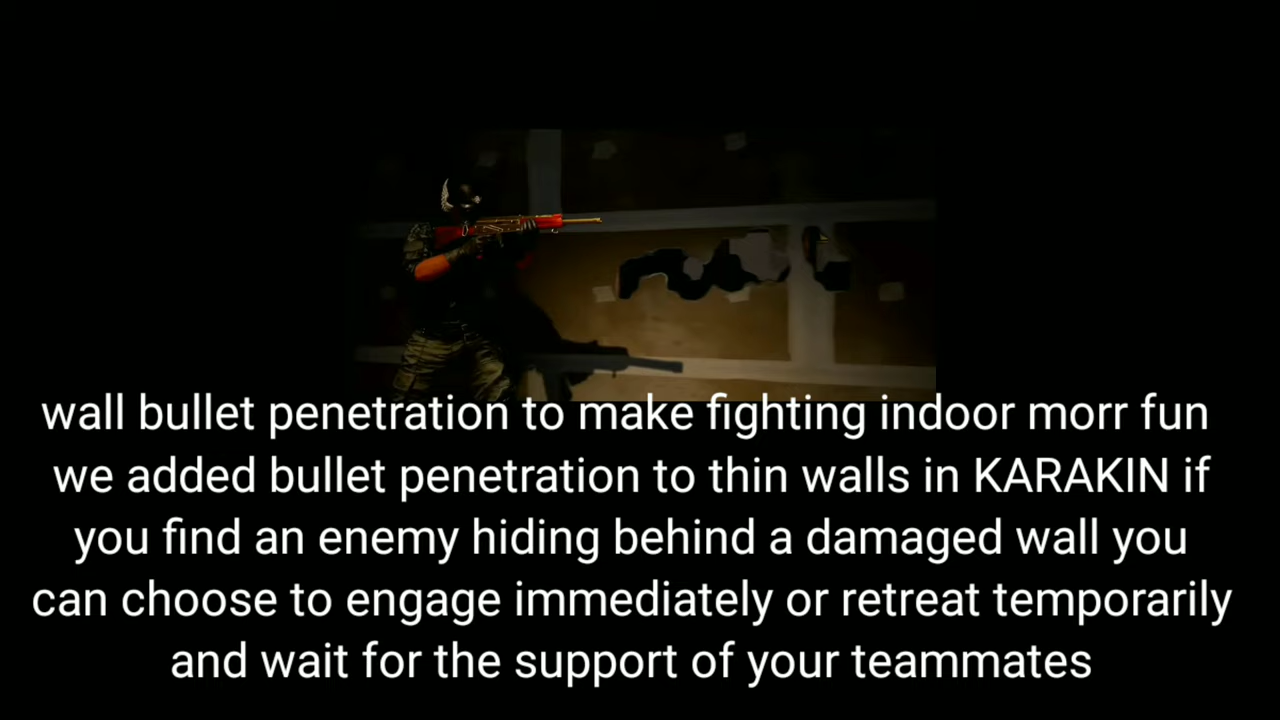 wall bullet penetration to make fighting indoor morr fun
we added bullet penetration to thin walls in KARAKIN if
you find an enemy hiding behind a damaged wall you
can choose to engage immediately or retreat temporarily
and wait for the support of your teammates